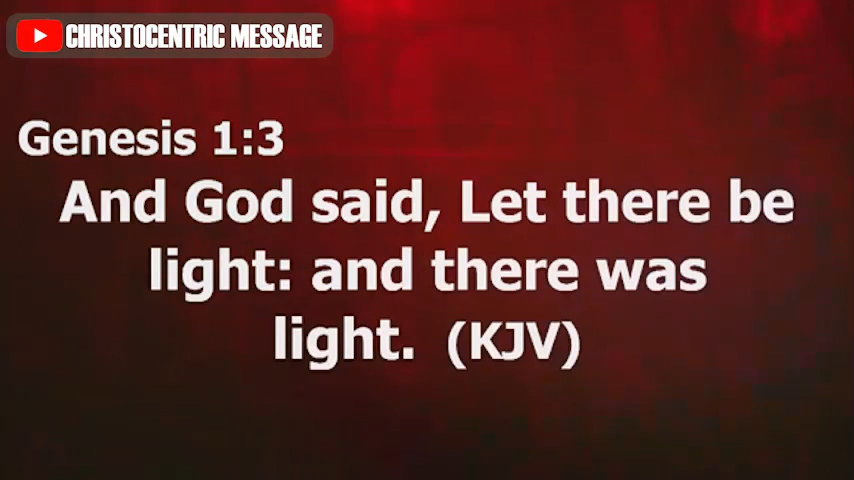 CHRISTOCENTRIC MESSAGE
Genesis 1:3
And God said, Let there be
light: and there was
light. (KJV)